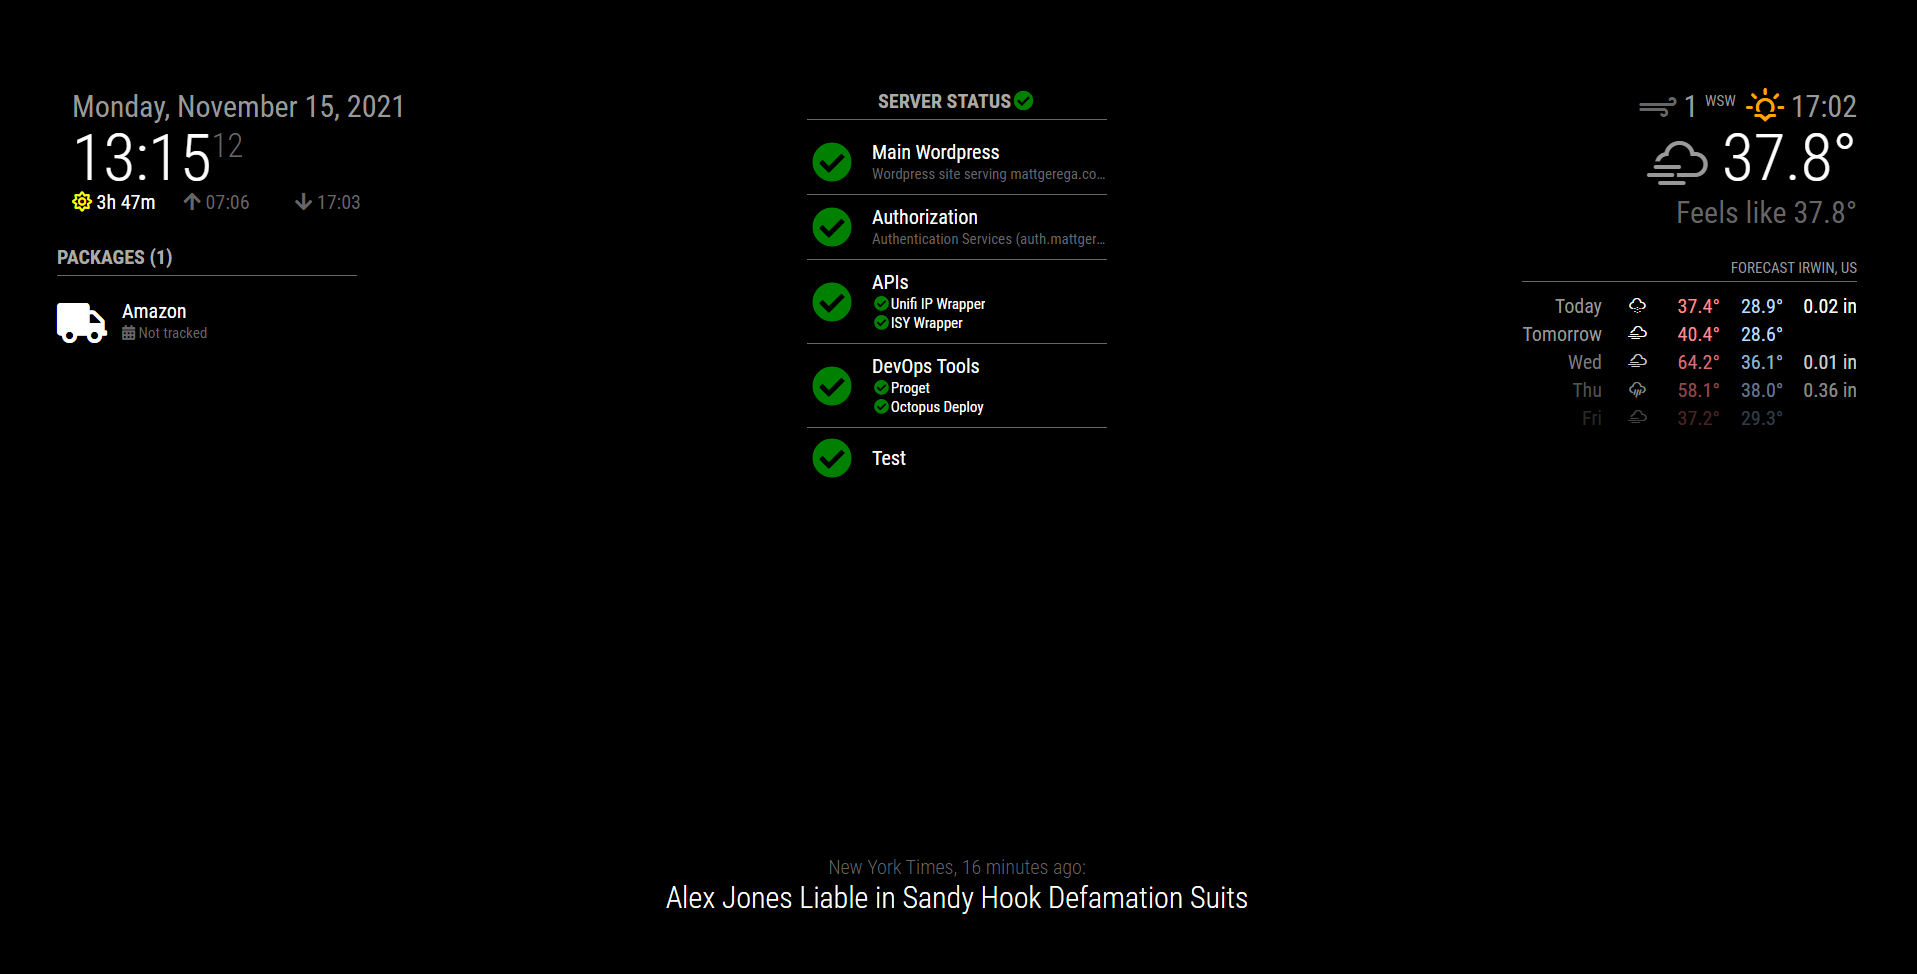 Monday, November 15, 2021
13:15 12
3h 47m 07:06 17:03
PACKAGES (1)
Amazon
Not tracked
SERVER STATUS
Main Wordpress
Wordpress site serving mattgerega.co...
Authorization
Authentication Services (auth.mattger...
APIs
Unifi IP Wrapper
ISY Wrapper
DevOps Tools
Proget
Octopus Deploy
Test
1 WSW 17:02
37.8°
Feels like 37.8°
FORECAST IRWIN, US
Today 37.4° 28.9° 0.02 in
Tomorrow 40.4° 28.6°
Wed 64.2° 36.1° 0.01 in
Thu 58.1° 38.0° 0.36 in
Fri 37.2° 29.3°
New York Times, 16 minutes ago:
Alex Jones Liable in Sandy Hook Defamation Suits